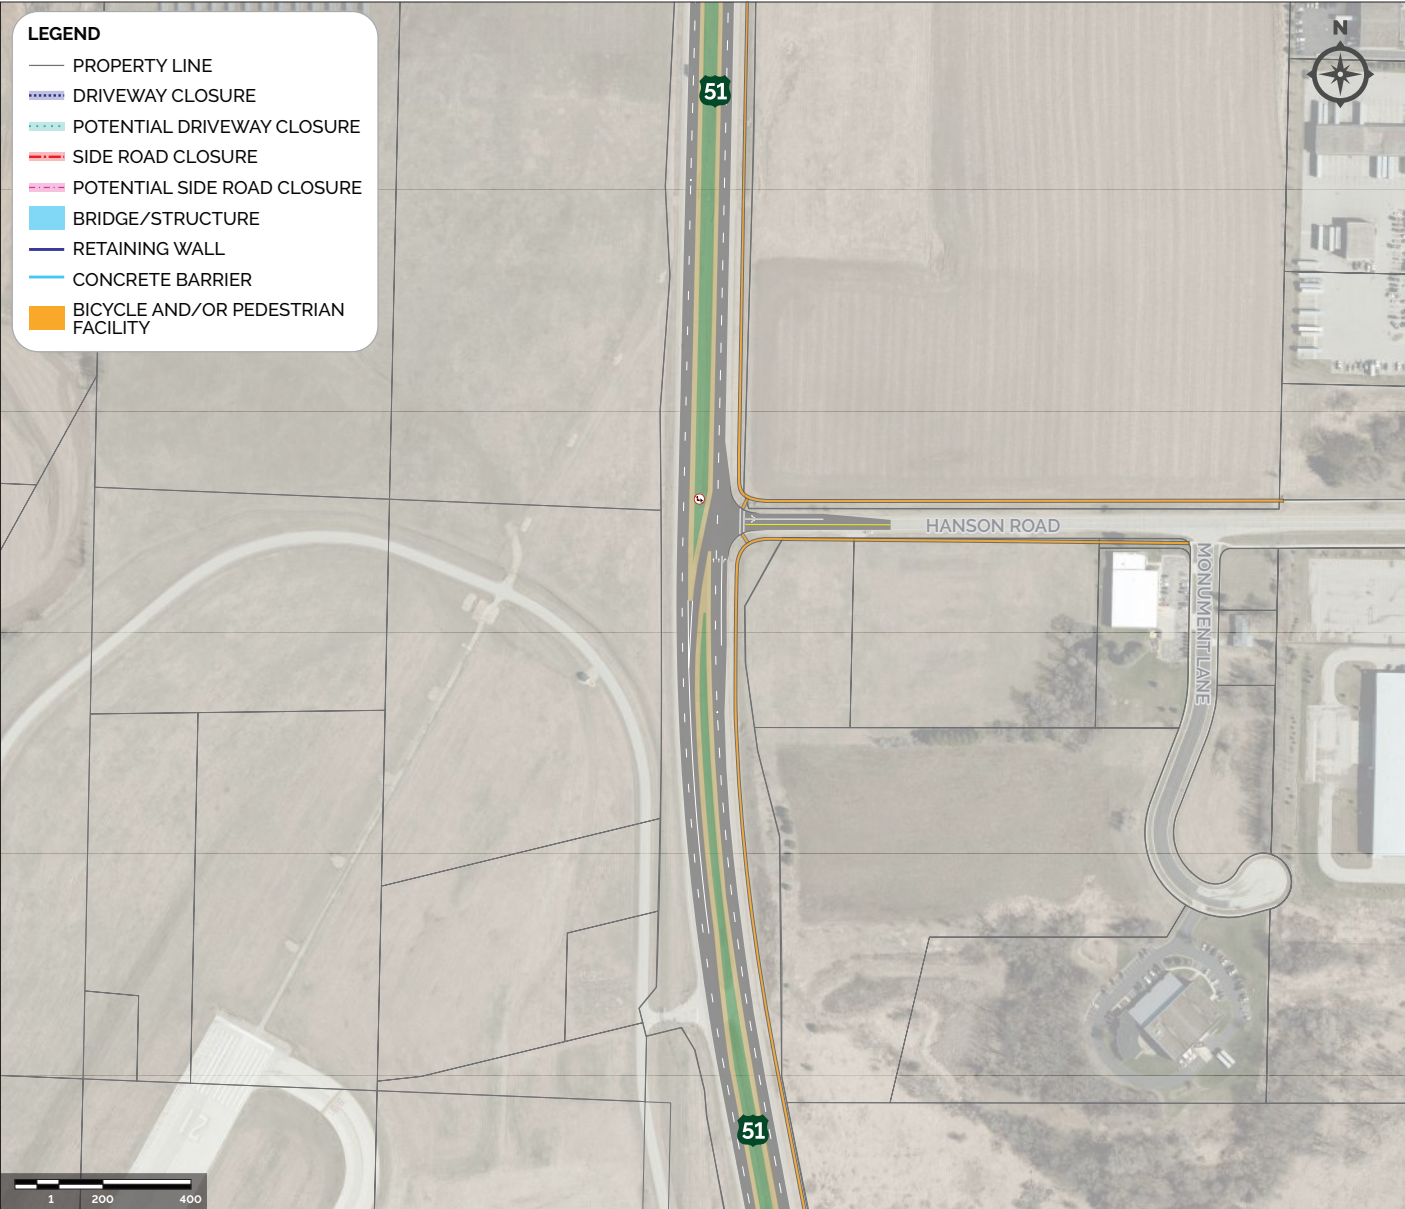 LEGEND
PROPERTY LINE
DRIVEWAY CLOSURE
POTENTIAL DRIVEWAY CLOSURE
SIDE ROAD CLOSURE
POTENTIAL SIDE ROAD CLOSURE
BRIDGE/STRUCTURE
RETAINING WALL
CONCRETE BARRIER
BICYCLE AND/OR PEDESTRIAN
FACILITY
N
51
HANSON ROAD
MONUMENT LANE
12
51
1 200 400